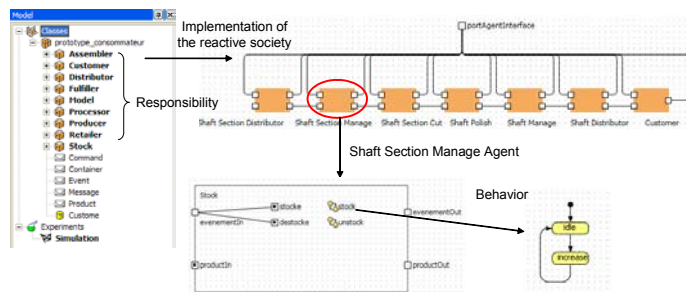 Model
Classes
prototype_consommateur
Assembler
Customer
Distributor
Fulfiller
Model
Processor
Producer
Retailer
Stock
Command
Container
Event
Message
Product
Custome
Experiments
Simulation
Responsibility
Implementation of
the reactive society
portAgentInterface
Shaft Section Distributor
Shaft Section Manage
Shaft Section Cut
Shaft Polish
Shaft Manage
Shaft Distributor
Customer
Shaft Section Manage Agent
Stock
stocke
stock
evenementIn
destocke
unstock
evenementOut
productIn
productOut
Behavior
idle
increase